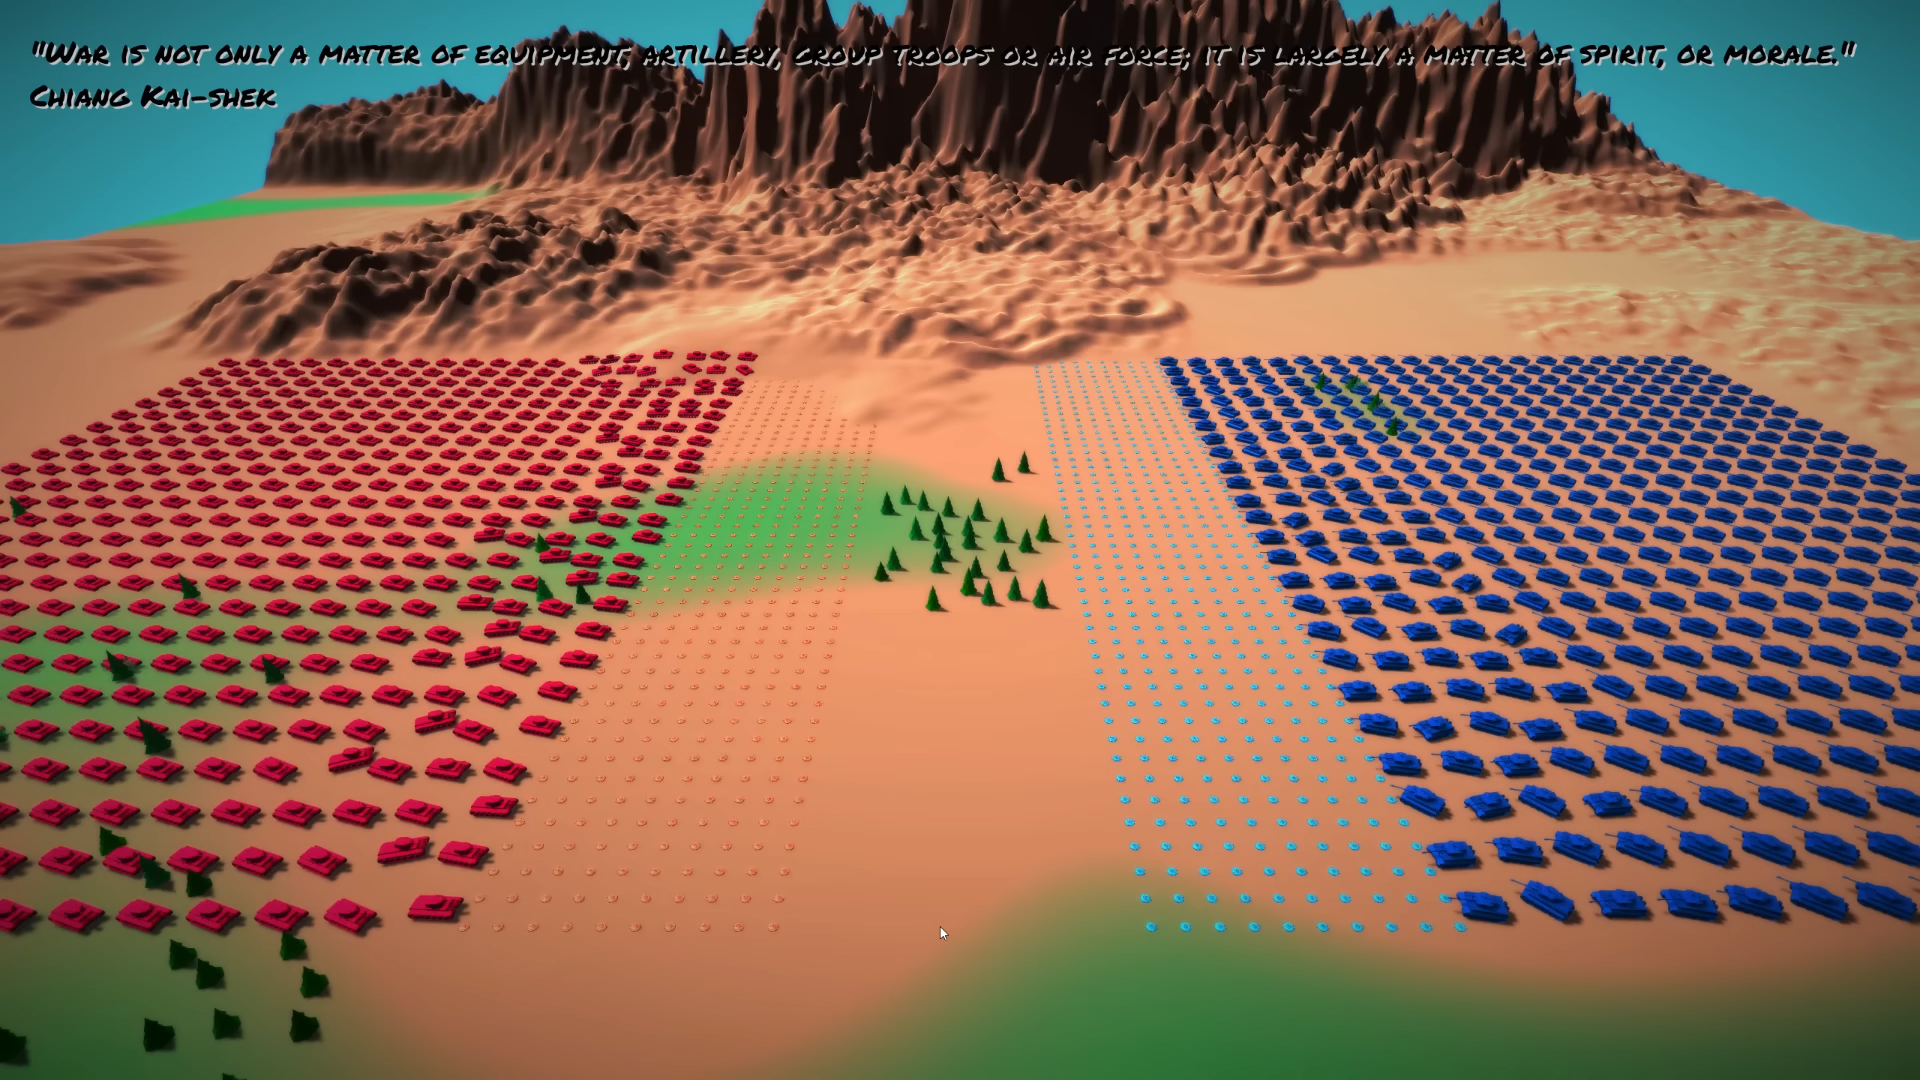 "War is not only a matter of equipment, artillery, group troops or air force; it is largely a matter of spirit, or morale."
Chiang Kai-shek